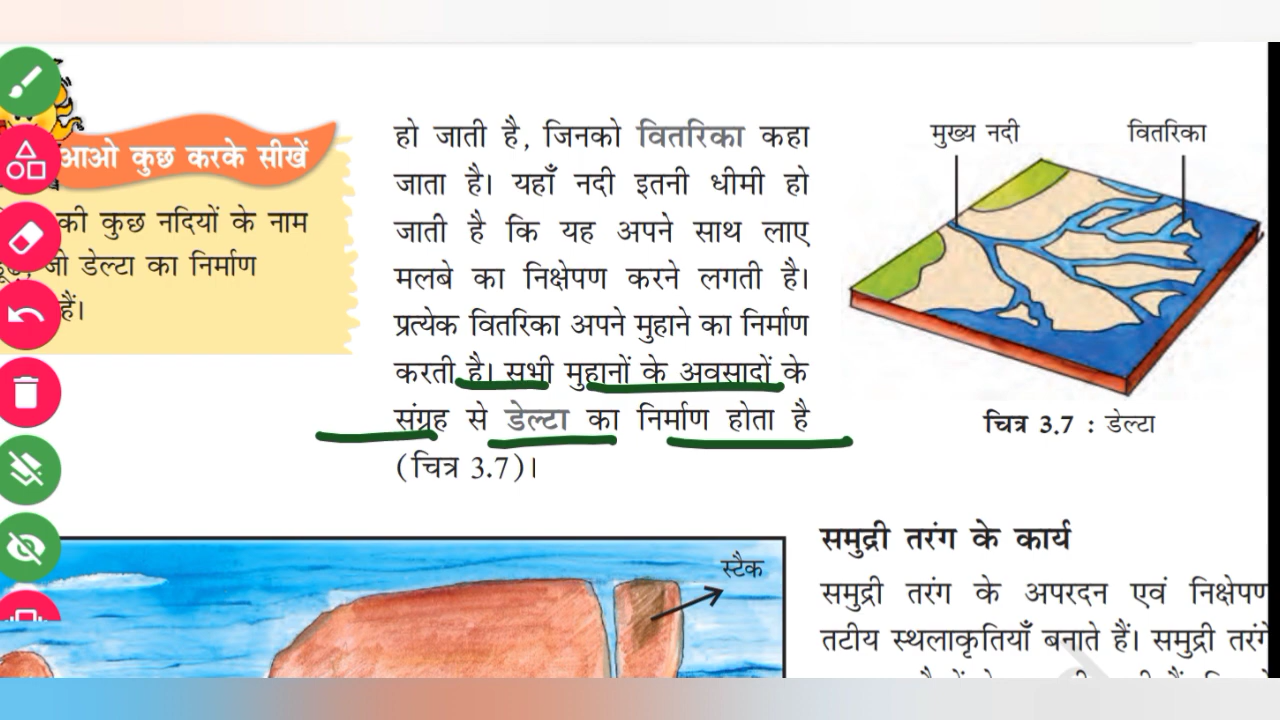 आओ कुछ करके सीखें
की कुछ नदियों के नाम
जो डेल्टा का निर्माण
हैं।
हो जाती है, जिनको वितरिका कहा
जाता है। यहाँ नदी इतनी धीमी हो
जाती है कि यह अपने साथ लाए
मलबे का निक्षेपण करने लगती है।
प्रत्येक वितरिका अपने मुहाने का निर्माण
करती है। सभी मुहानों के अवसादों के
संग्रह से डेल्टा का निर्माण होता है
(चित्र 3.7)।
मुख्य नदी
वितरिका
चित्र 3.7 : डेल्टा
स्टैक
समुद्री तरंग के कार्य
समुद्री तरंग के अपरदन एवं निक्षेपण
तटीय स्थलाकृतियाँ बनाते हैं। समुद्री तरंगें